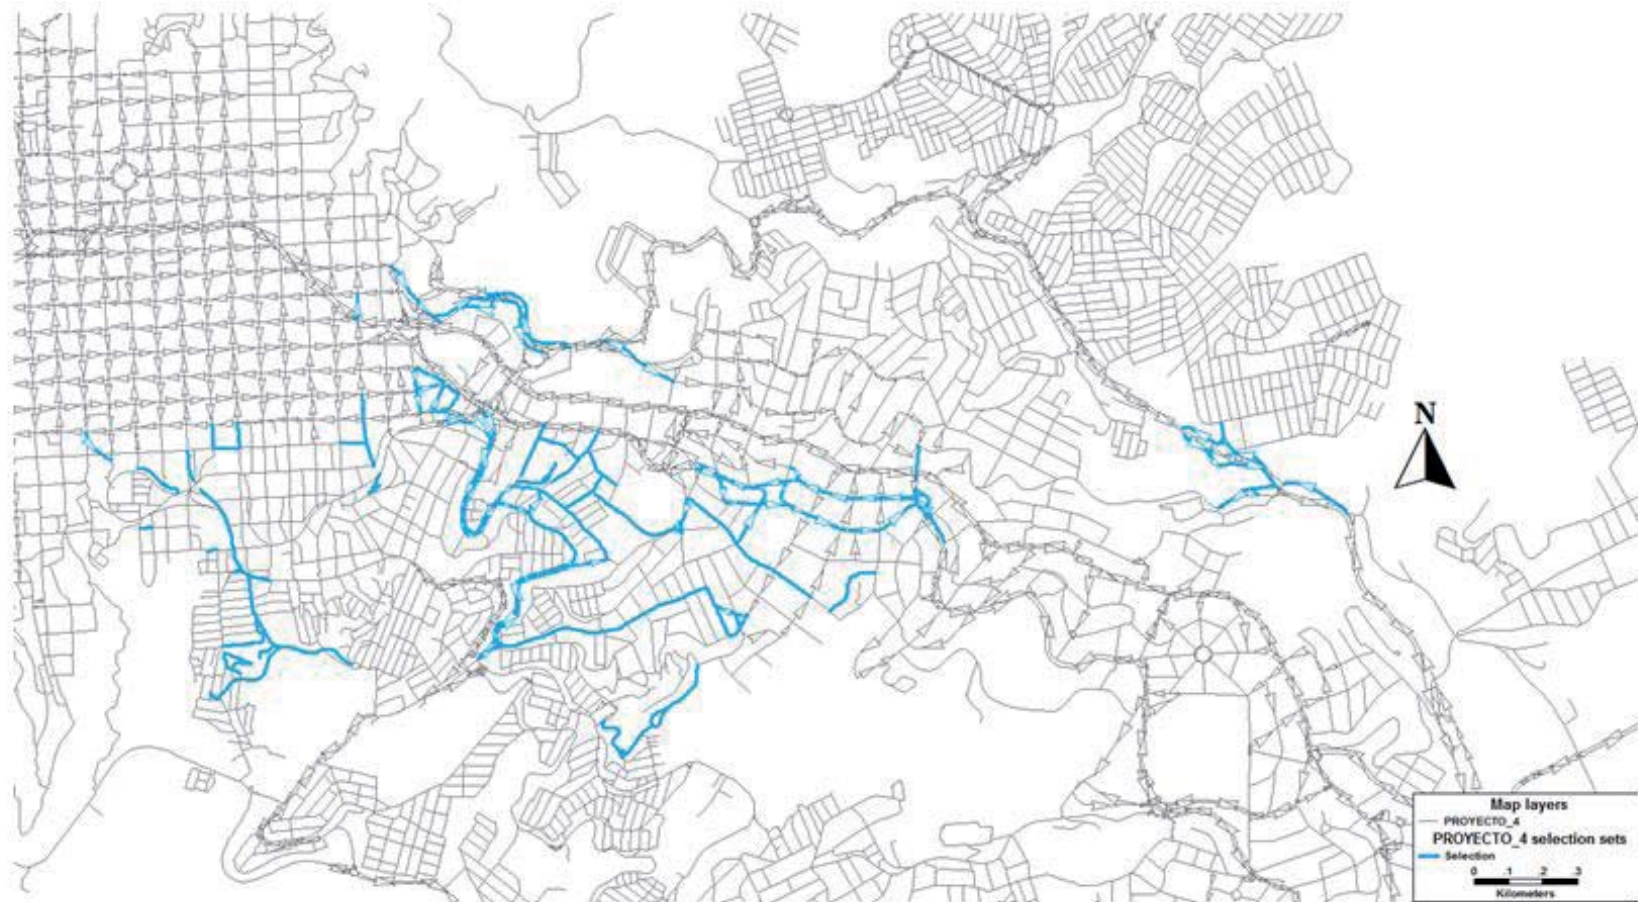 N
Map layers
PROYECTO_4
PROYECTO_4 selection sets
Selection
0 .1 .2 .3
Kilometers